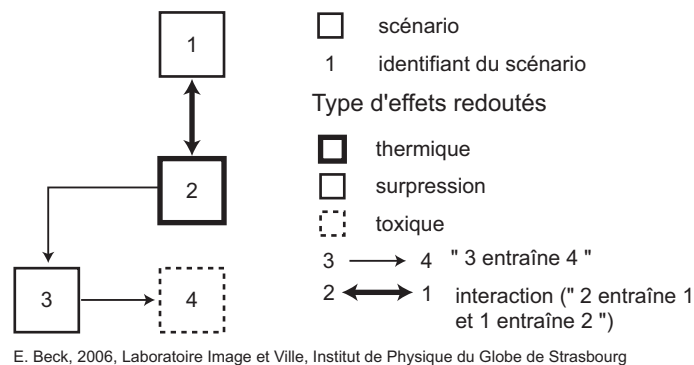 1
2
3
4
scénario
1 identifiant du scénario
Type d'effets redoutés
thermique
surpression
toxique
3 4 " 3 entraîne 4 "
2 1 interaction (" 2 entraîne 1
et 1 entraîne 2 ")
E. Beck, 2006, Laboratoire Image et Ville, Institut de Physique du Globe de Strasbourg